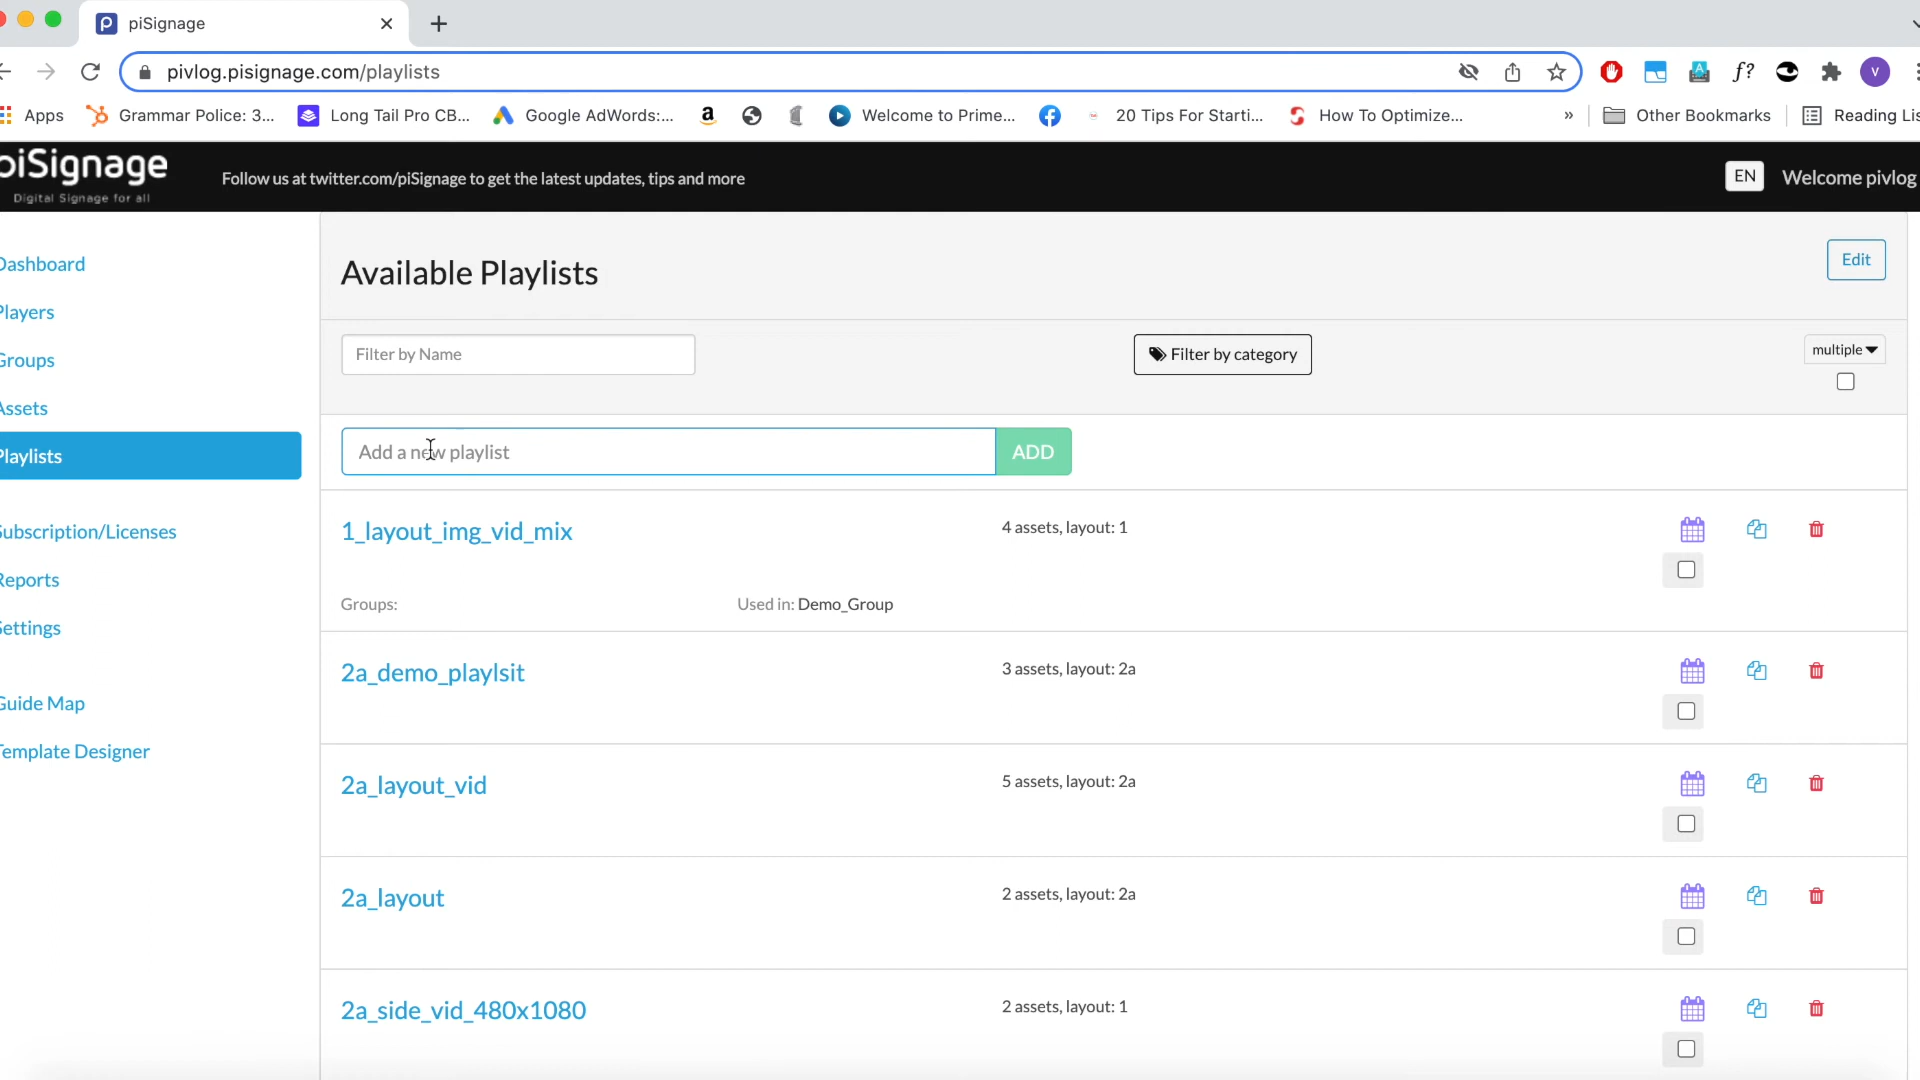 piSignage
pivlog.pisignage.com/playlists
f?
V
Apps
Grammar Police: 3...
Long Tail Pro CB...
Google AdWords:...
Welcome to Prime...
20 Tips For Starti...
How To Optimize...
»
Other Bookmarks
Reading Lis
piSignage
Digital Signage for all
Follow us at twitter.com/piSignage to get the latest updates, tips and more
EN
Welcome pivlog
Dashboard
Players
Groups
Assets
Playlists
Subscription/Licenses
Reports
Settings
Guide Map
Template Designer
Available Playlists
Edit
Filter by Name
Filter by category
multiple
Add a new playlist
ADD
1_layout_img_vid_mix
4 assets, layout: 1
Groups:
Used in: Demo_Group
2a_demo_playlsit
3 assets, layout: 2a
2a_layout_vid
5 assets, layout: 2a
2a_layout
2 assets, layout: 2a
2a_side_vid_480x1080
2 assets, layout: 1